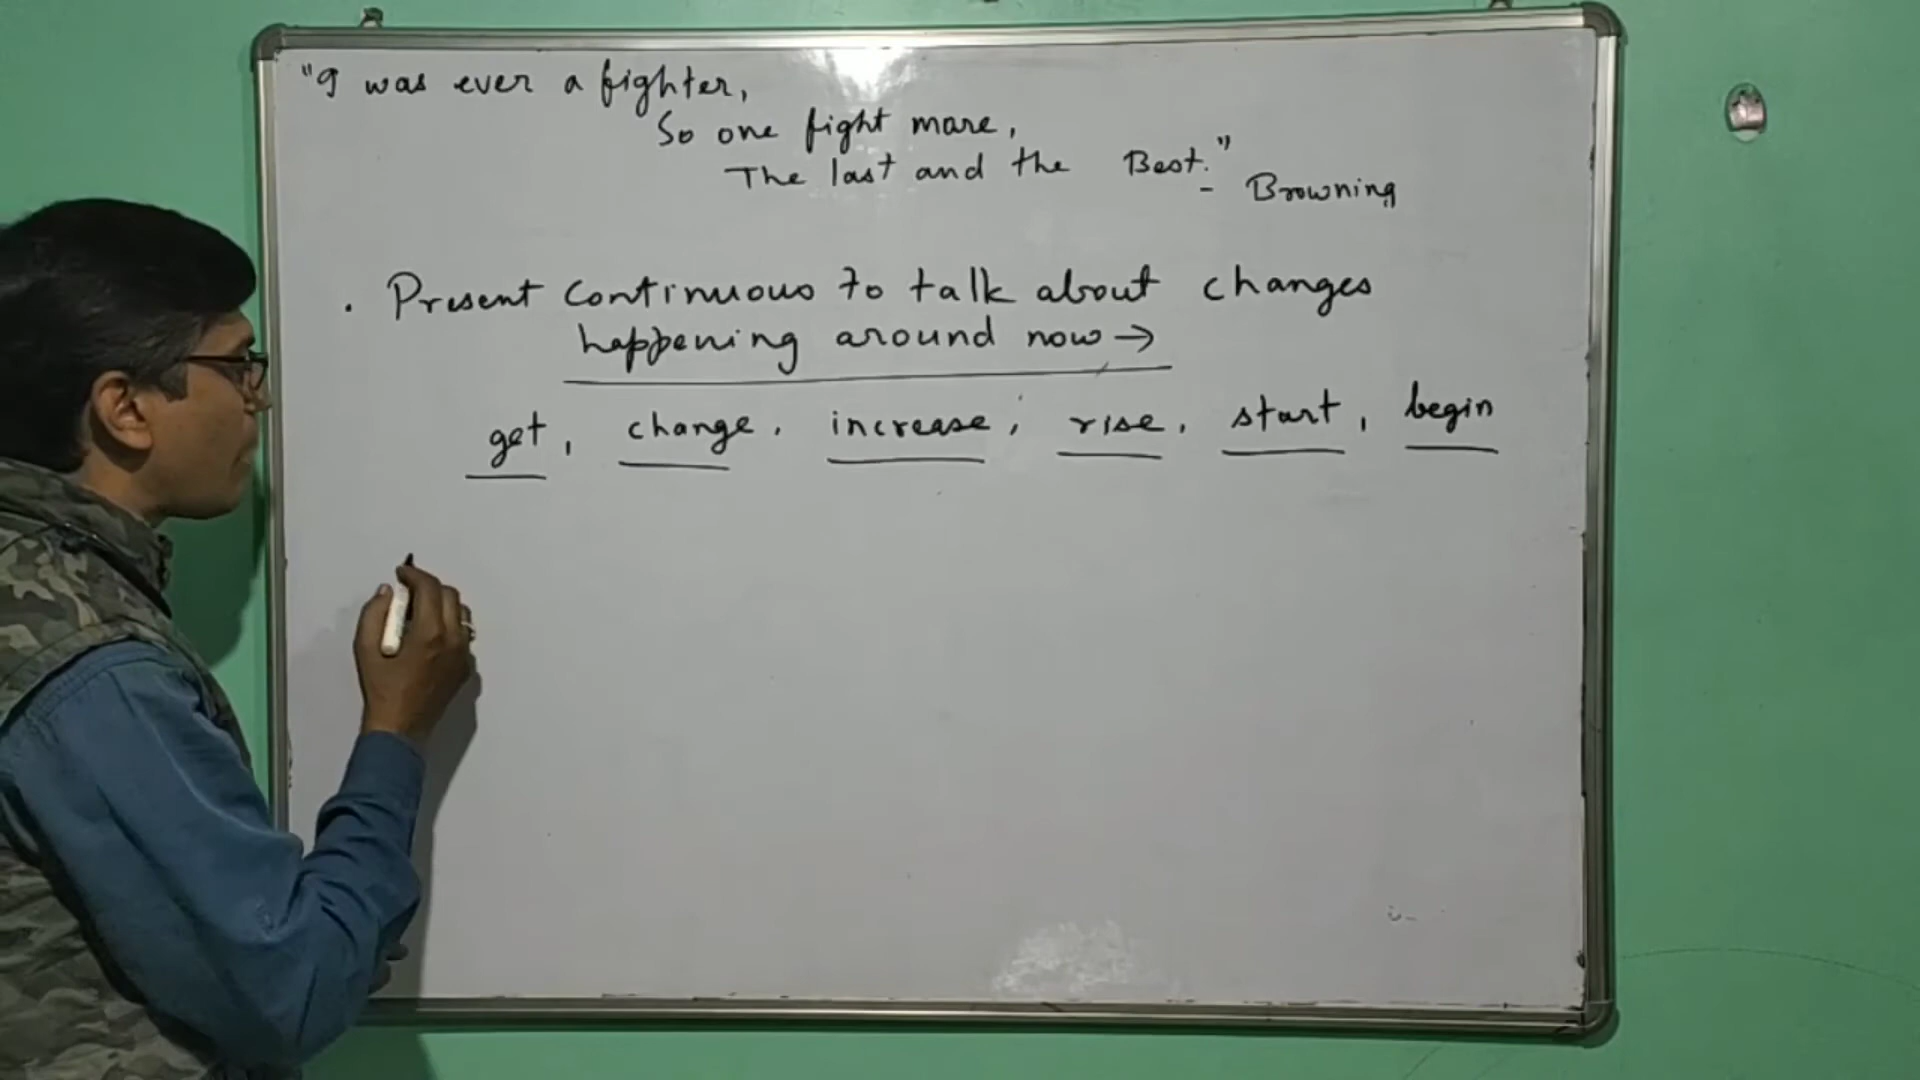 "I was ever a fighter,
So one fight more,
The last and the Best."
- Browning
. Present continuous to talk about changes
happening around now →
get, change, increase, rise, start, begin